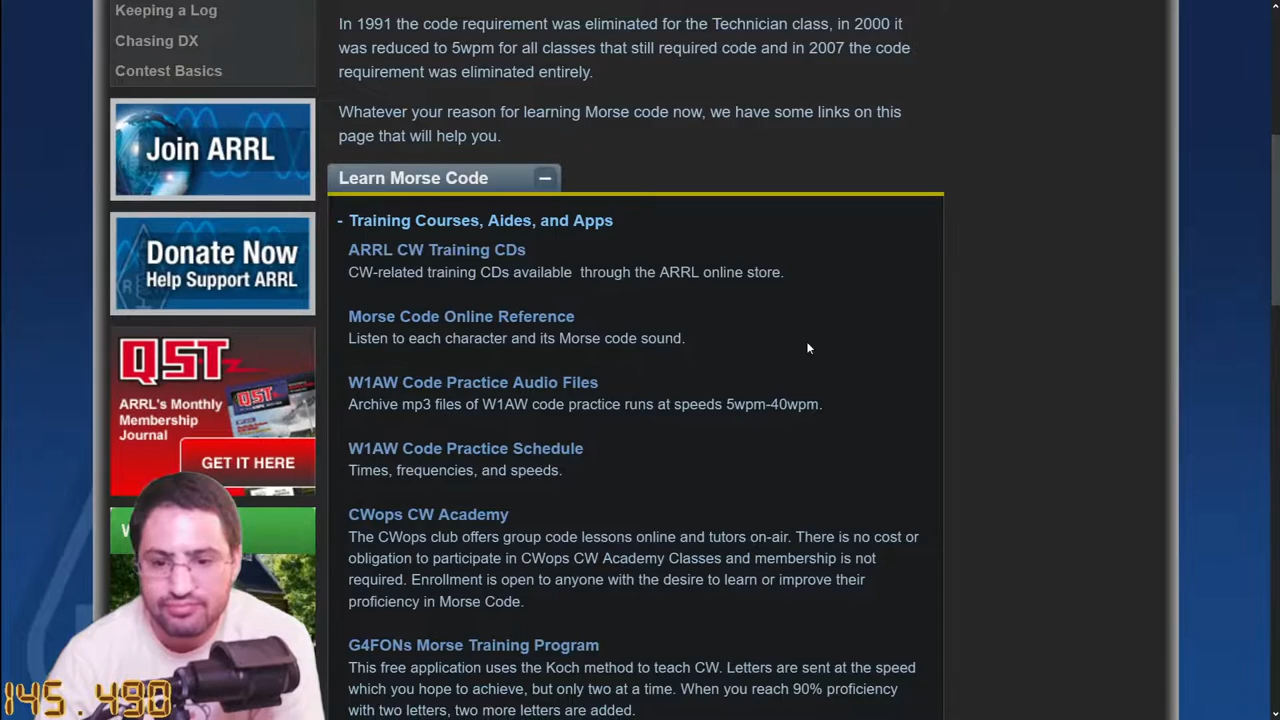 Keeping a Log
Chasing DX
Contest Basics
Join ARRL
Donate Now
Help Support ARRL
QST
ARRL's Monthly
Membership
Journal
GET IT HERE
In 1991 the code requirement was eliminated for the Technician class, in 2000 it
was reduced to 5wpm for all classes that still required code and in 2007 the code
requirement was eliminated entirely.
Whatever your reason for learning Morse code now, we have some links on this
page that will help you.
Learn Morse Code
- Training Courses, Aides, and Apps
ARRL CW Training CDs
CW-related training CDs available through the ARRL online store.
Morse Code Online Reference
Listen to each character and its Morse code sound.
W1AW Code Practice Audio Files
Archive mp3 files of W1AW code practice runs at speeds 5wpm-40wpm.
W1AW Code Practice Schedule
Times, frequencies, and speeds.
CWops CW Academy
The CWops club offers group code lessons online and tutors on-air. There is no cost or
obligation to participate in CWops CW Academy Classes and membership is not
required. Enrollment is open to anyone with the desire to learn or improve their
proficiency in Morse Code.
G4FONs Morse Training Program
This free application uses the Koch method to teach CW. Letters are sent at the speed
which you hope to achieve, but only two at a time. When you reach 90% proficiency
with two letters, two more letters are added.
145.490